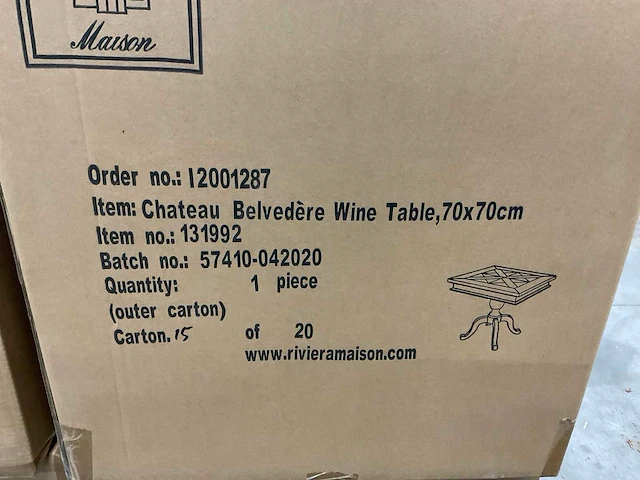 Maison
Order no.: I2001287
Item: Chateau Belvedère Wine Table,70x70cm
Item no.: 131992
Batch no.: 57410-042020
Quantity: 1 piece
(outer carton)
Carton. 15 of 20
www.rivieramaison.com